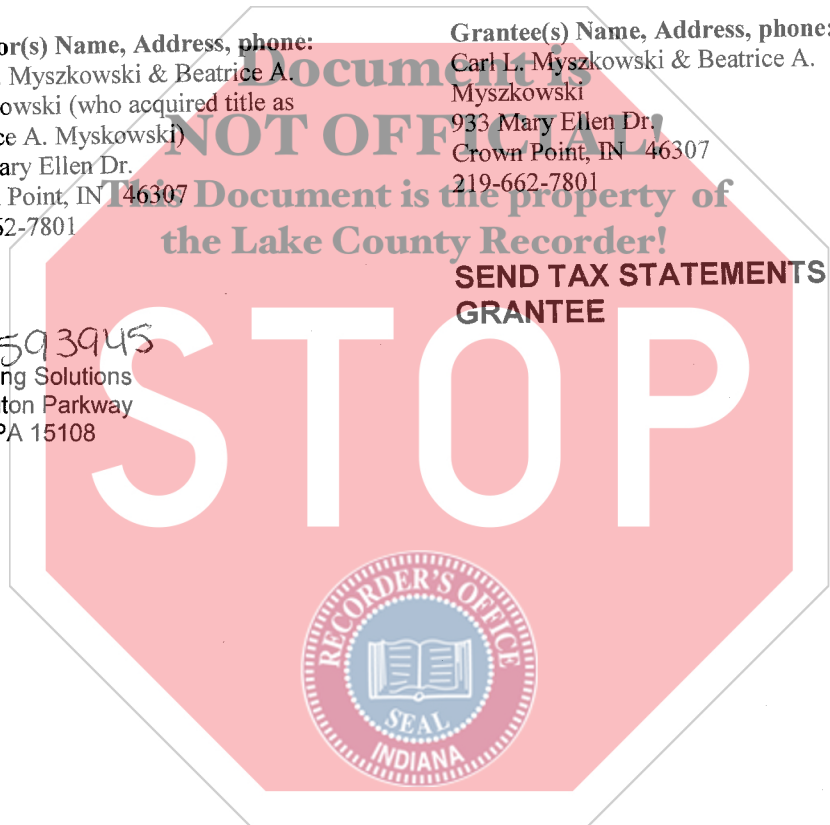 or(s) Name, Address, phone:
. Myszkowski & Beatrice A.
owski (who acquired title as
ce A. Myskowski)
ary Ellen Dr.
Point, IN 46307
52-7801
Grantee(s) Name, Address, phone:
Carl L. Myszkowski & Beatrice A.
Myszkowski
933 Mary Ellen Dr.
Crown Point, IN 46307
219-662-7801
Document is
NOT OFFICIAL!
This Document is the property of
the Lake County Recorder!
SEND TAX STATEMENTS
GRANTEE
593945
ng Solutions
ton Parkway
PA 15108
STOP
RECORDER'S OFFICE
SEAL
INDIANA